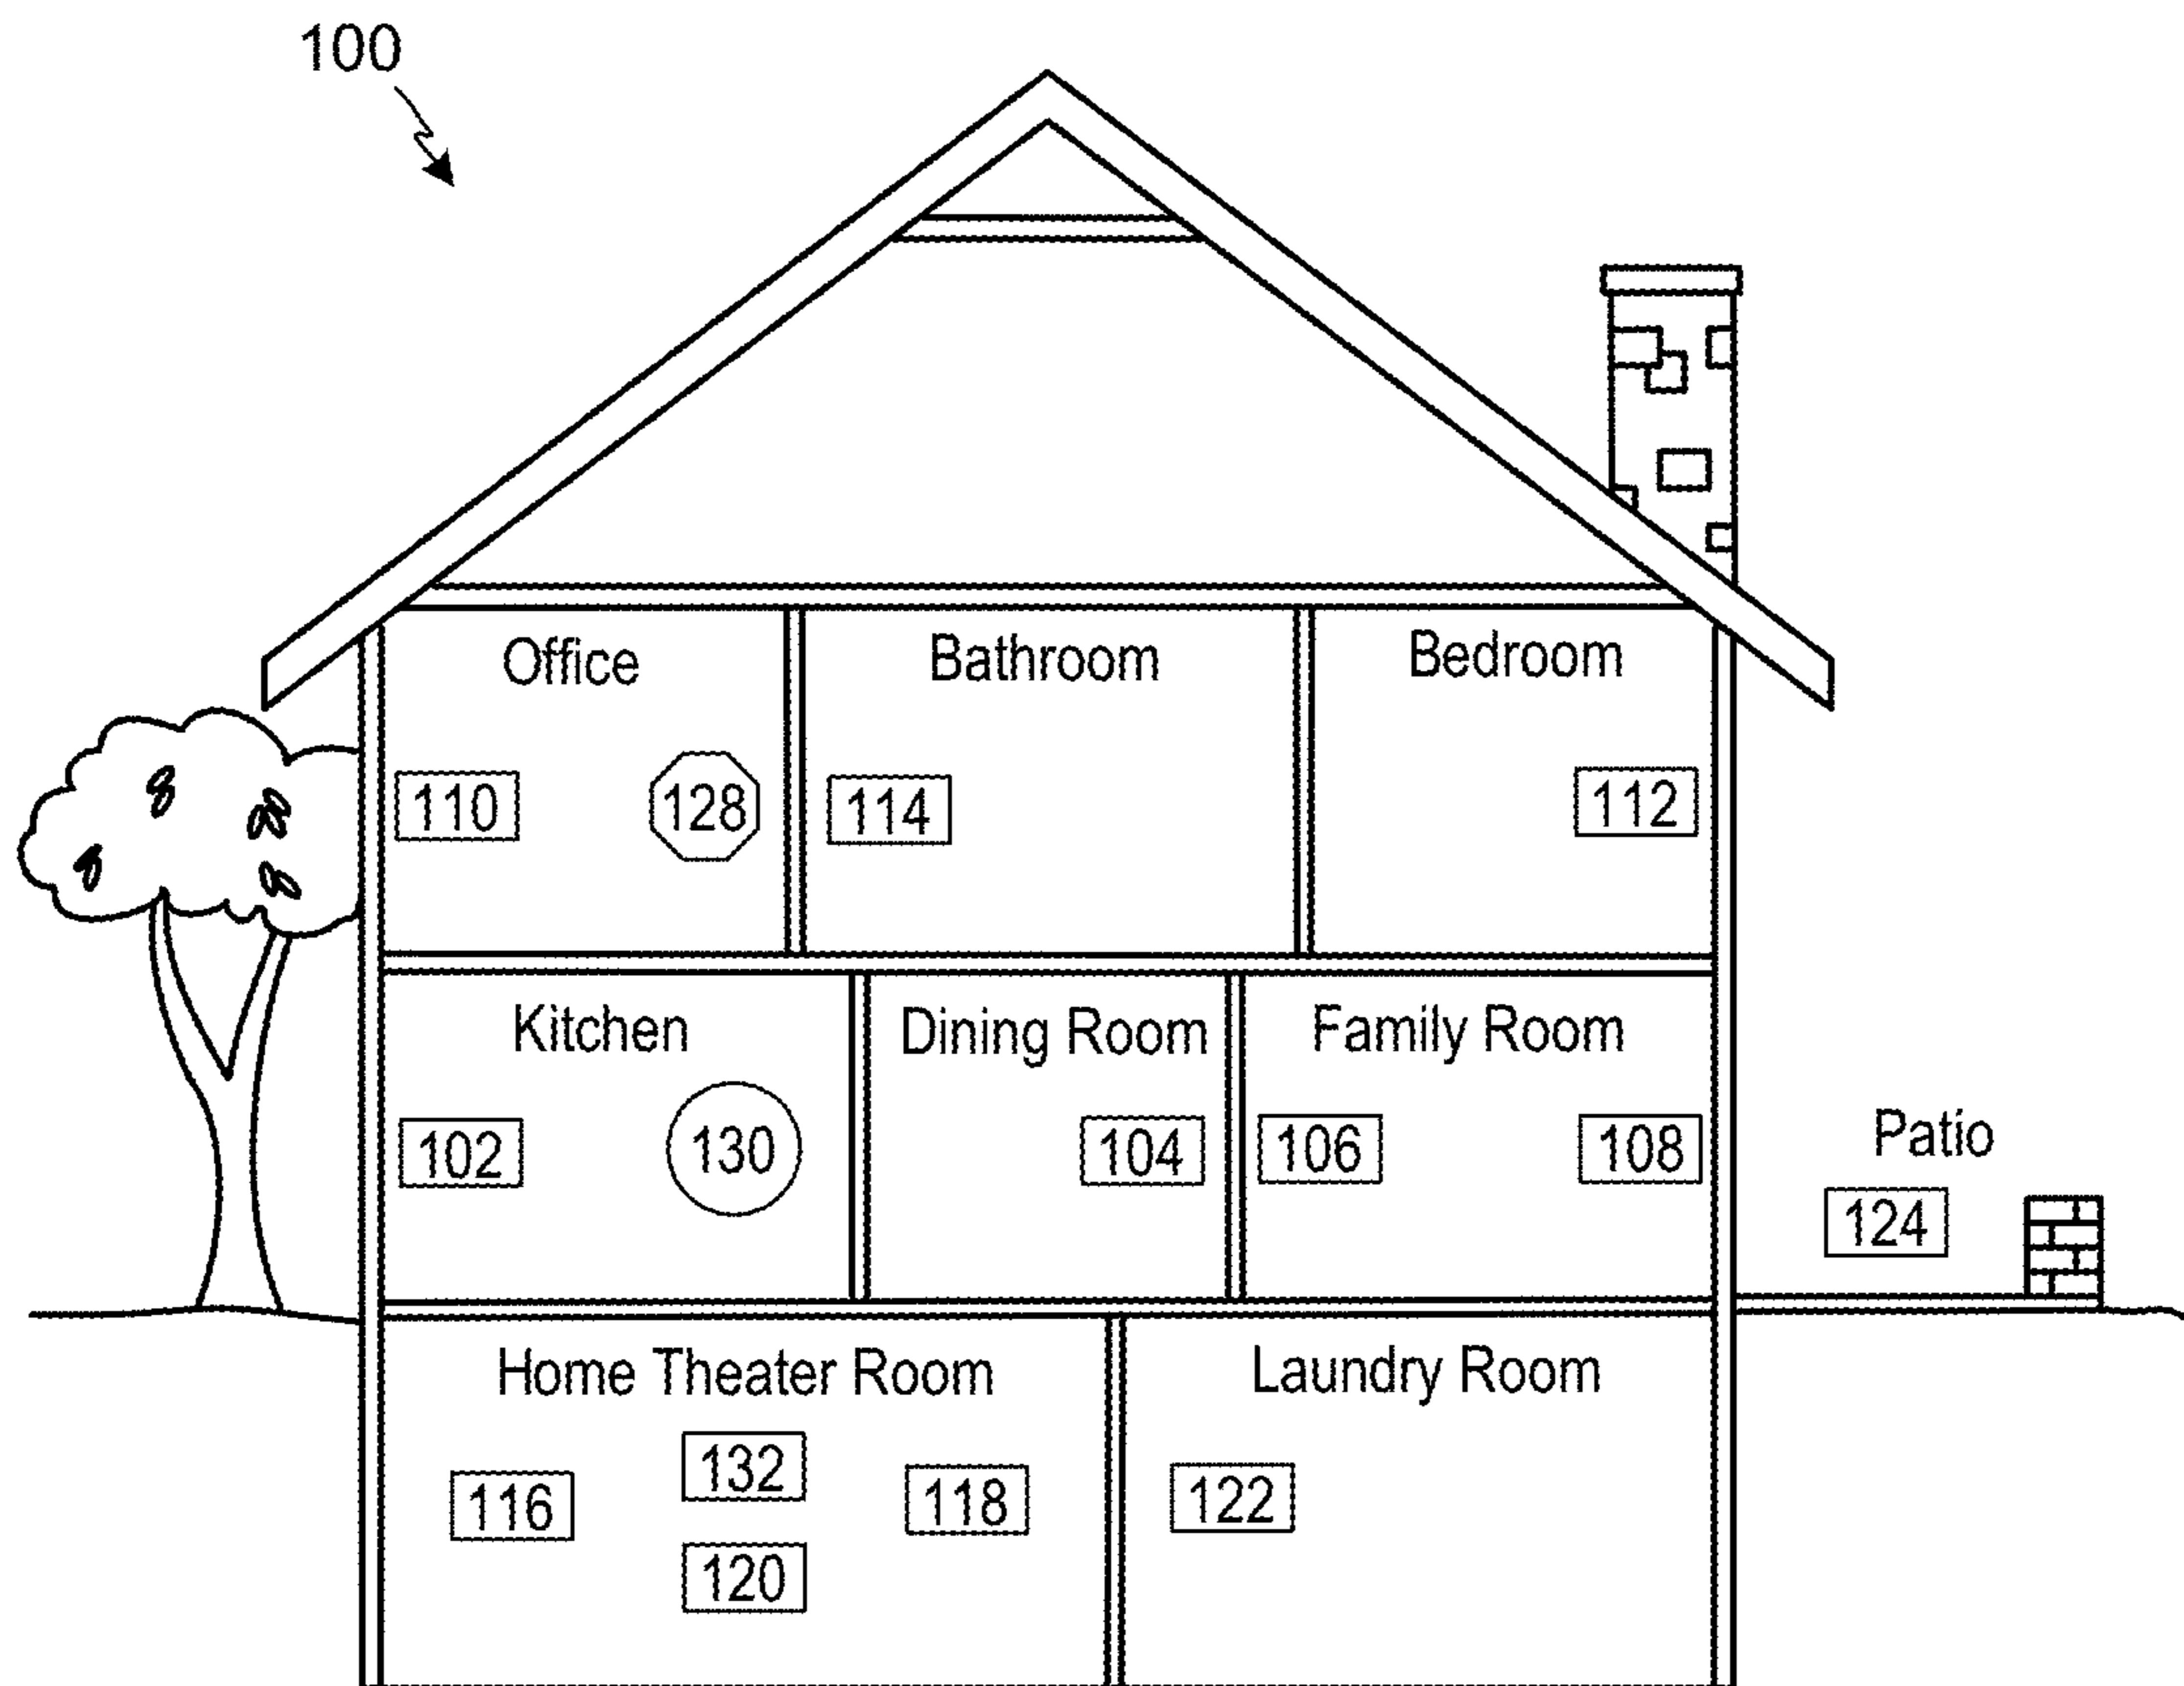 100
Office Bathroom Bedroom
110 128 114 112
Kitchen Dining Room Family Room
102 130 104 106 108
Patio
124
Home Theater Room Laundry Room
132
116 118 122
120